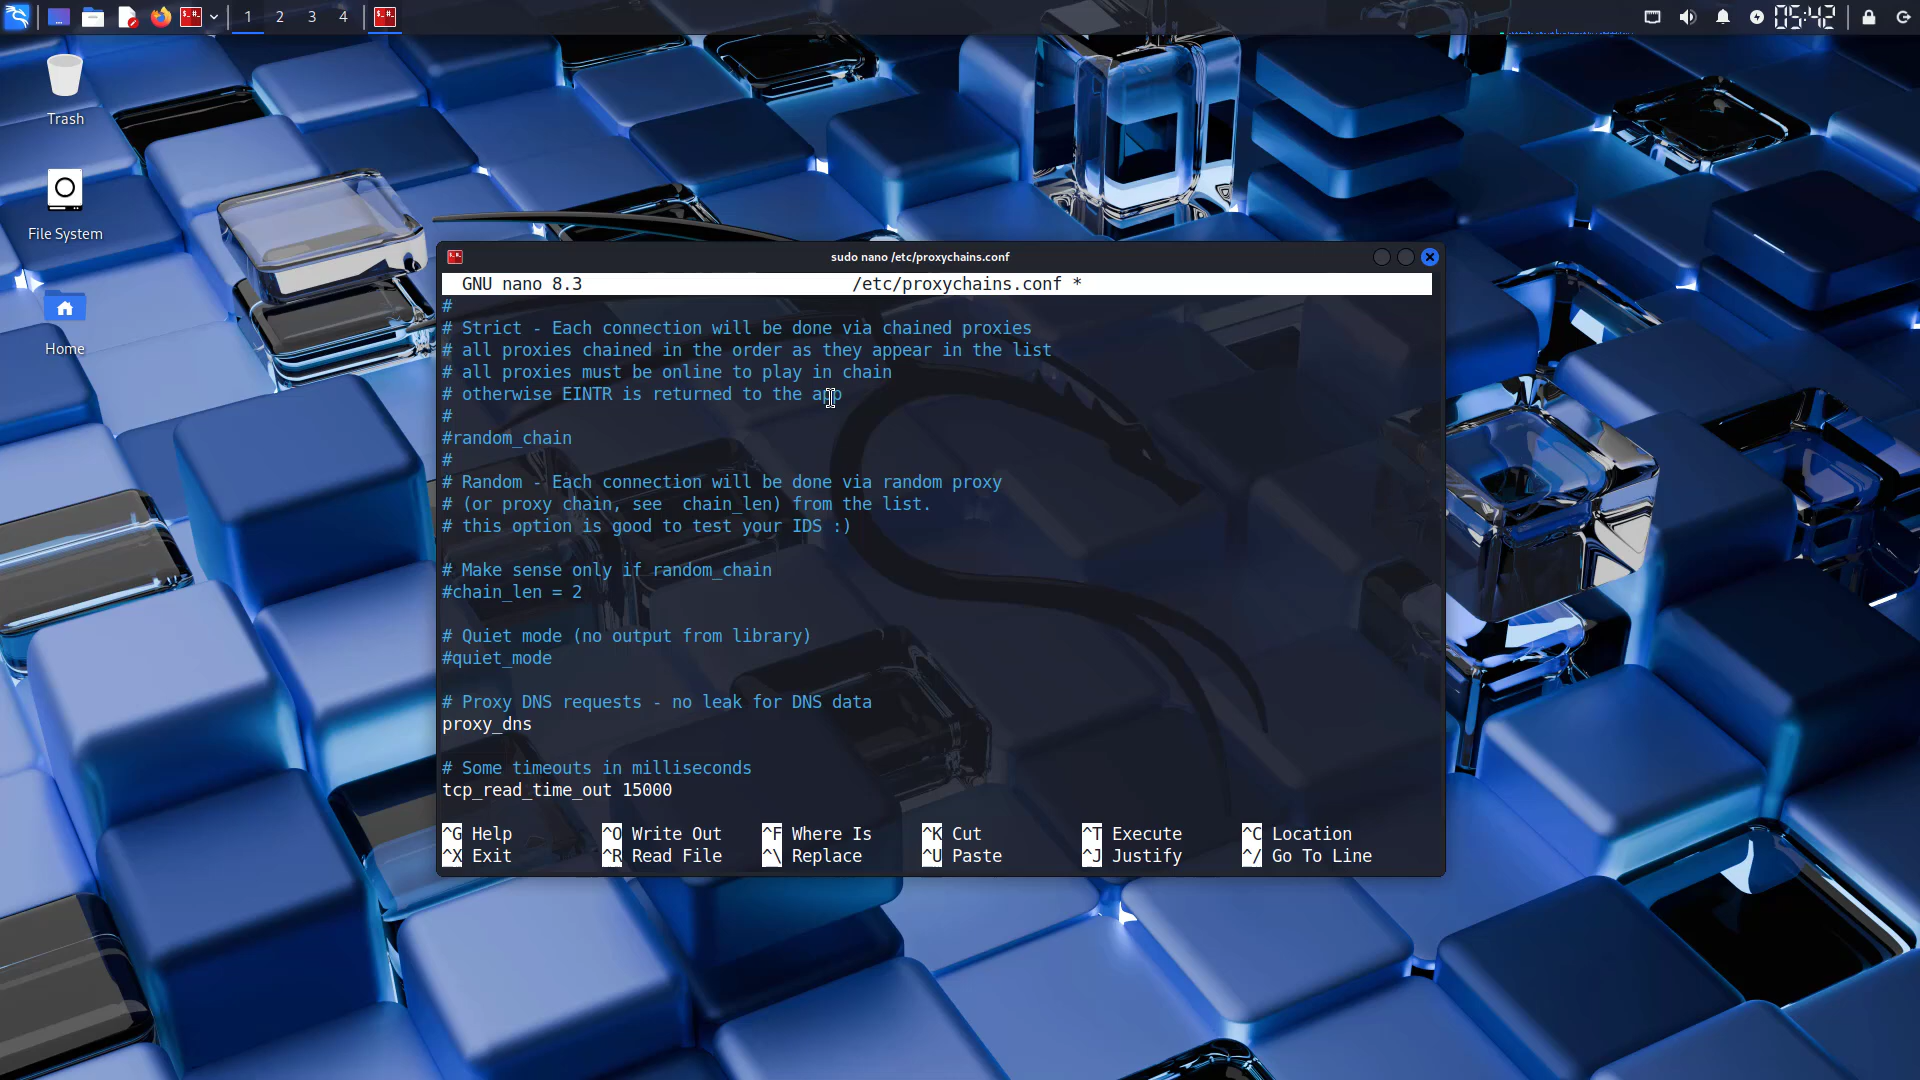 1 2 3 4
05:42
Trash
File System
Home
sudo nano /etc/proxychains.conf
GNU nano 8.3 /etc/proxychains.conf *
#
# Strict - Each connection will be done via chained proxies
# all proxies chained in the order as they appear in the list
# all proxies must be online to play in chain
# otherwise EINTR is returned to the app
#
#random_chain
#
# Random - Each connection will be done via random proxy
# (or proxy chain, see  chain_len) from the list.
# this option is good to test your IDS :)
# Make sense only if random_chain
#chain_len = 2
# Quiet mode (no output from library)
#quiet_mode
# Proxy DNS requests - no leak for DNS data
proxy_dns
# Some timeouts in milliseconds
tcp_read_time_out 15000
^G Help ^O Write Out ^F Where Is ^K Cut ^T Execute ^C Location
^X Exit ^R Read File ^\ Replace ^U Paste ^J Justify ^/ Go To Line